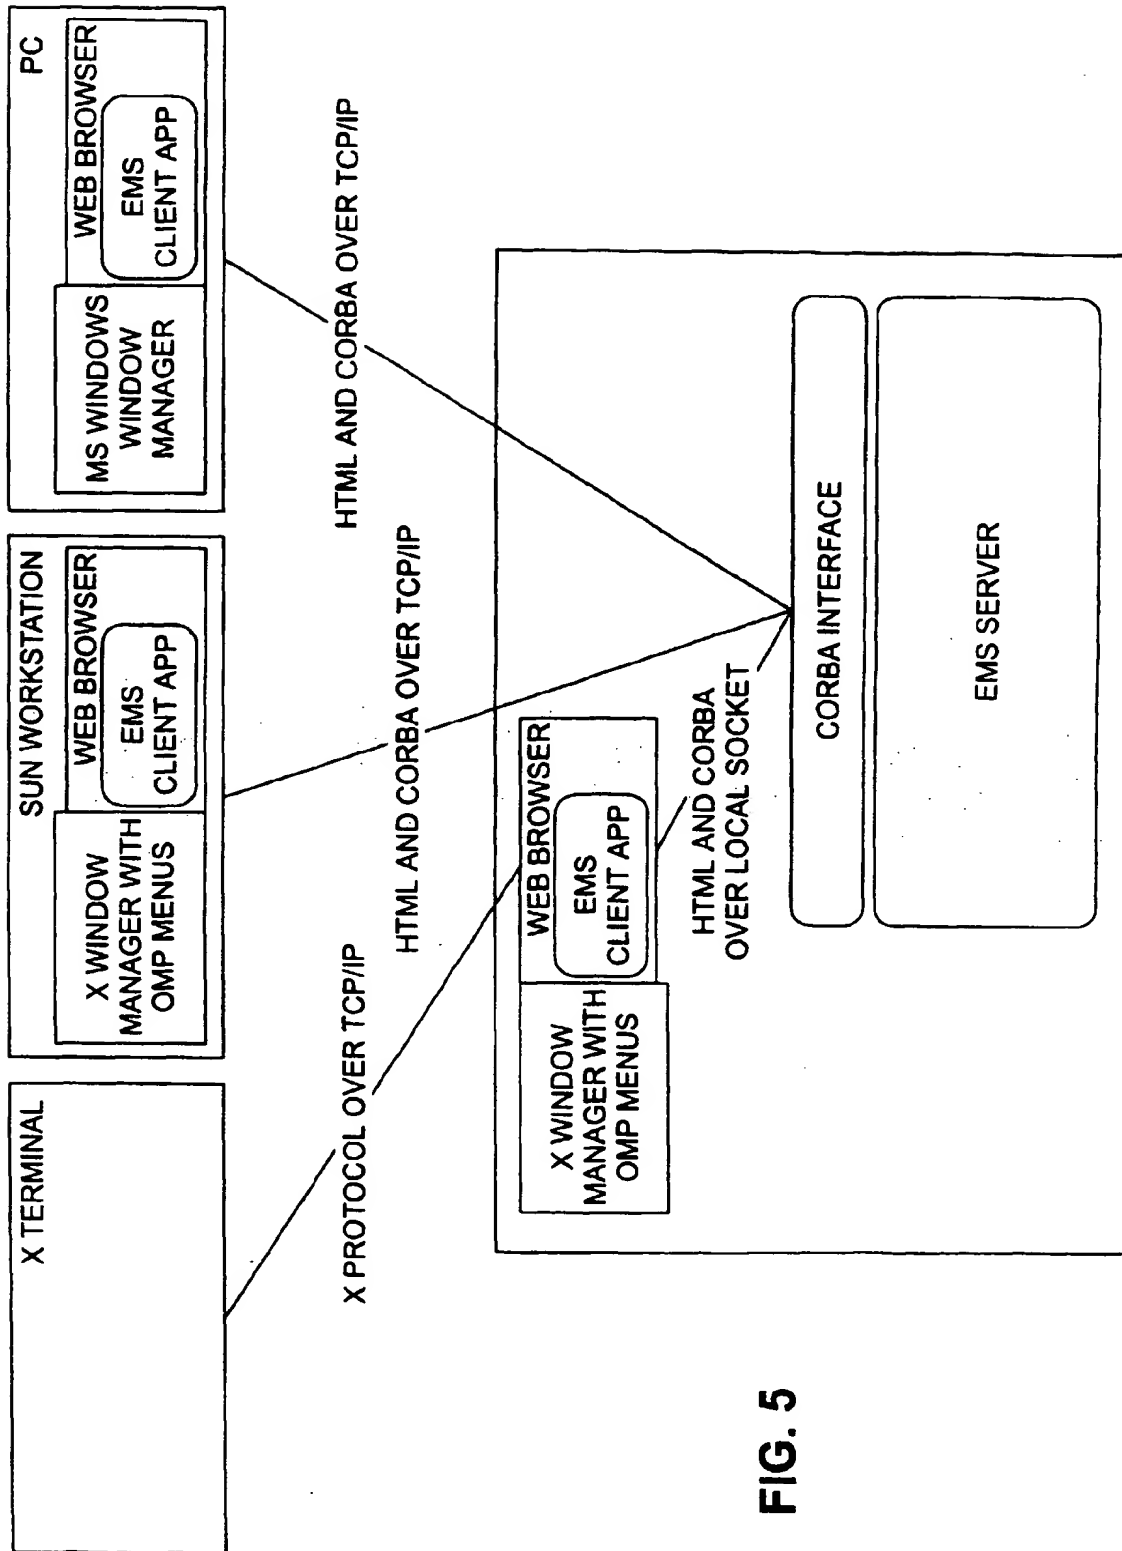 X TERMINAL
SUN WORKSTATION
X WINDOW
MANAGER WITH
OMP MENUS
WEB BROWSER
EMS
CLIENT APP
PC
MS WINDOWS
WINDOW
MANAGER
WEB BROWSER
EMS
CLIENT APP
X PROTOCOL OVER TCP/IP
HTML AND CORBA OVER TCP/IP
HTML AND CORBA OVER TCP/IP
X WINDOW
MANAGER WITH
OMP MENUS
WEB BROWSER
EMS
CLIENT APP
HTML AND CORBA
OVER LOCAL SOCKET
CORBA INTERFACE
EMS SERVER
FIG. 5